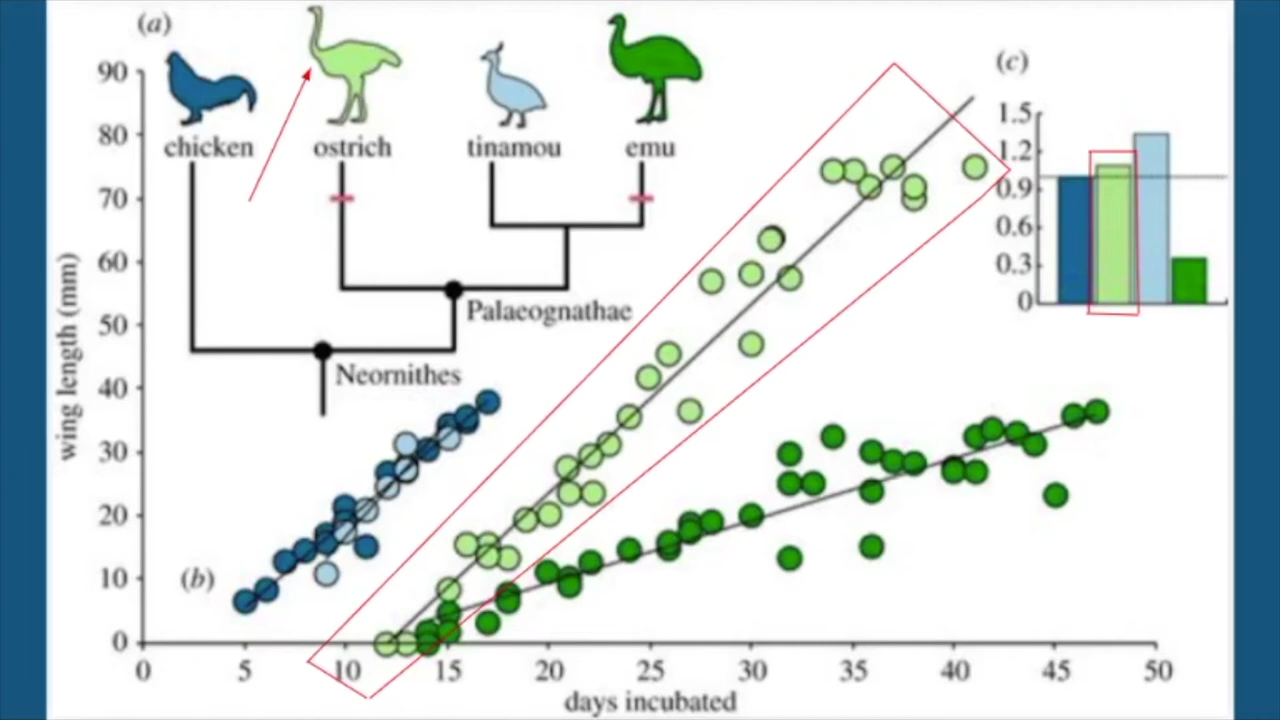 (a)
chicken
ostrich
tinamou
emu
Palaeognathae
Neornithes
(b)
wing length (mm)
90
80
70
60
50
40
30
20
10
0
0 5 10 15 20 25 30 35 40 45 50
days incubated
(c)
1.5
1.2
0.9
0.6
0.3
0